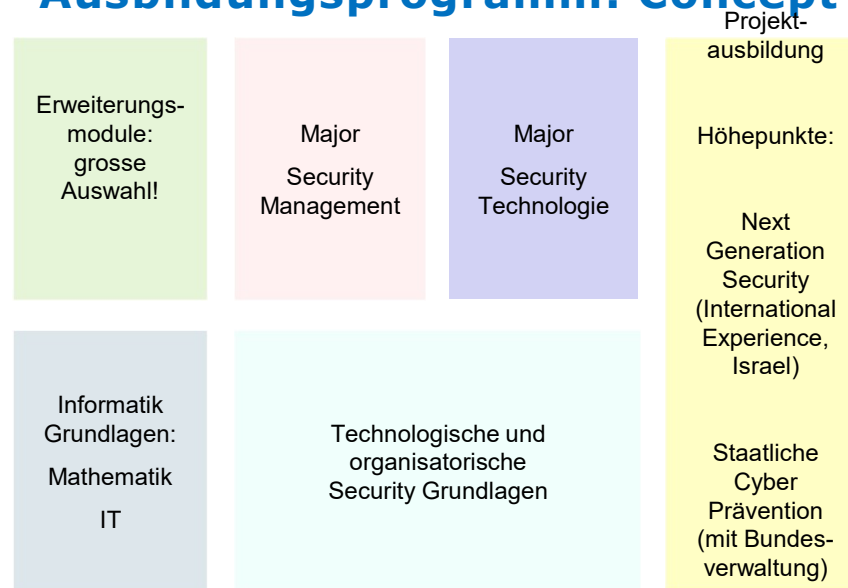 Ausbildungsprogramm: Concept
Erweiterungs-
module:
grosse
Auswahl!
Major
Security
Management
Major
Security
Technologie
Projekt-
ausbildung
Höhepunkte:
Next
Generation
Security
(International
Experience,
Israel)
Staatliche
Cyber
Prävention
(mit Bundes-
verwaltung)
Informatik
Grundlagen:
Mathematik
IT
Technologische und
organisatorische
Security Grundlagen